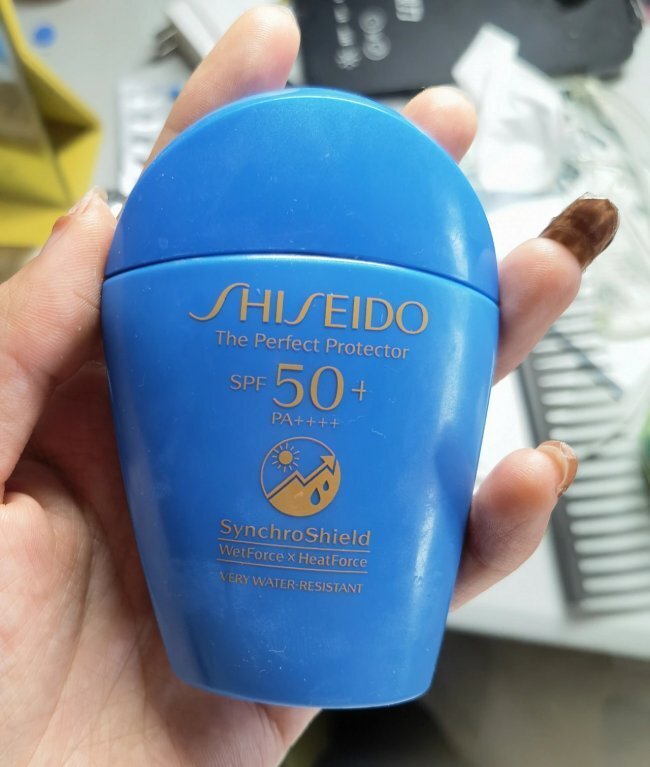 SHISEIDO
The Perfect Protector
SPF 50+
PA++++
SynchroShield
WetForce × HeatForce
VERY WATER-RESISTANT